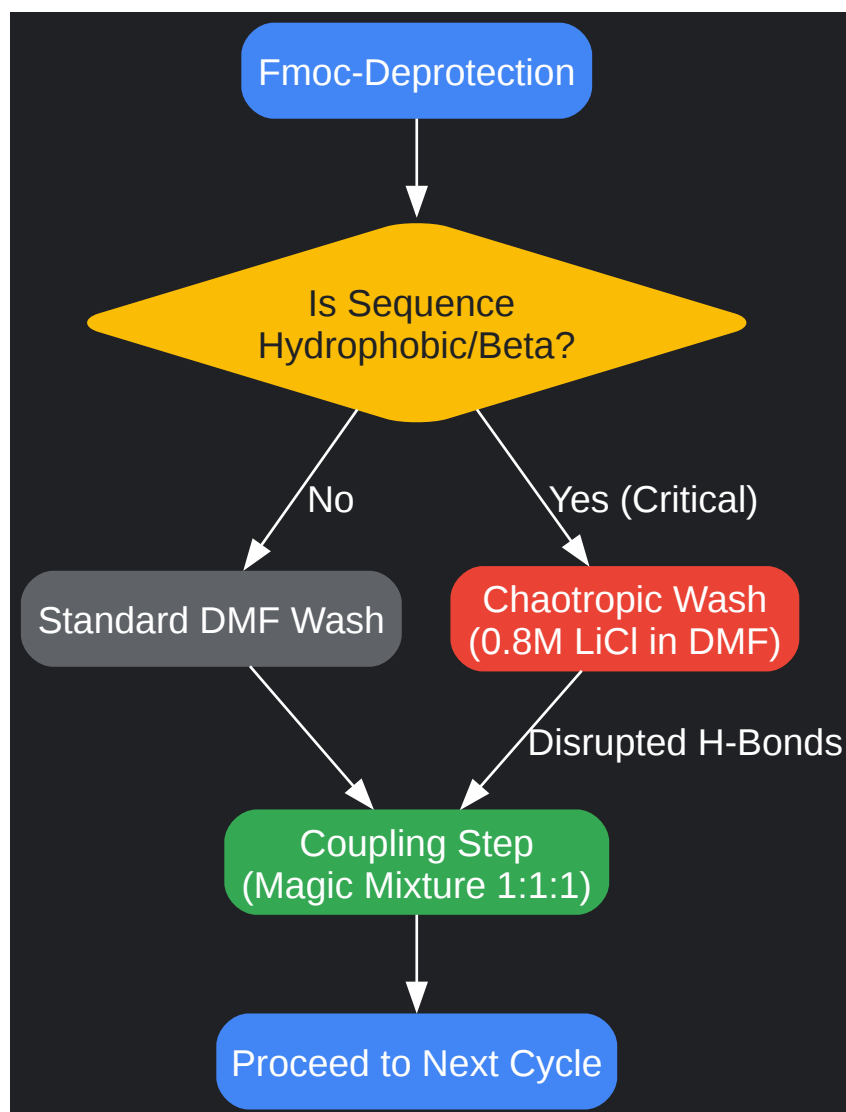 Fmoc-Deprotection
Is Sequence
Hydrophobic/Beta?
No
Yes (Critical)
Standard DMF Wash
Chaotropic Wash
(0.8M LiCl in DMF)
Disrupted H-Bonds
Coupling Step
(Magic Mixture 1:1:1)
Proceed to Next Cycle